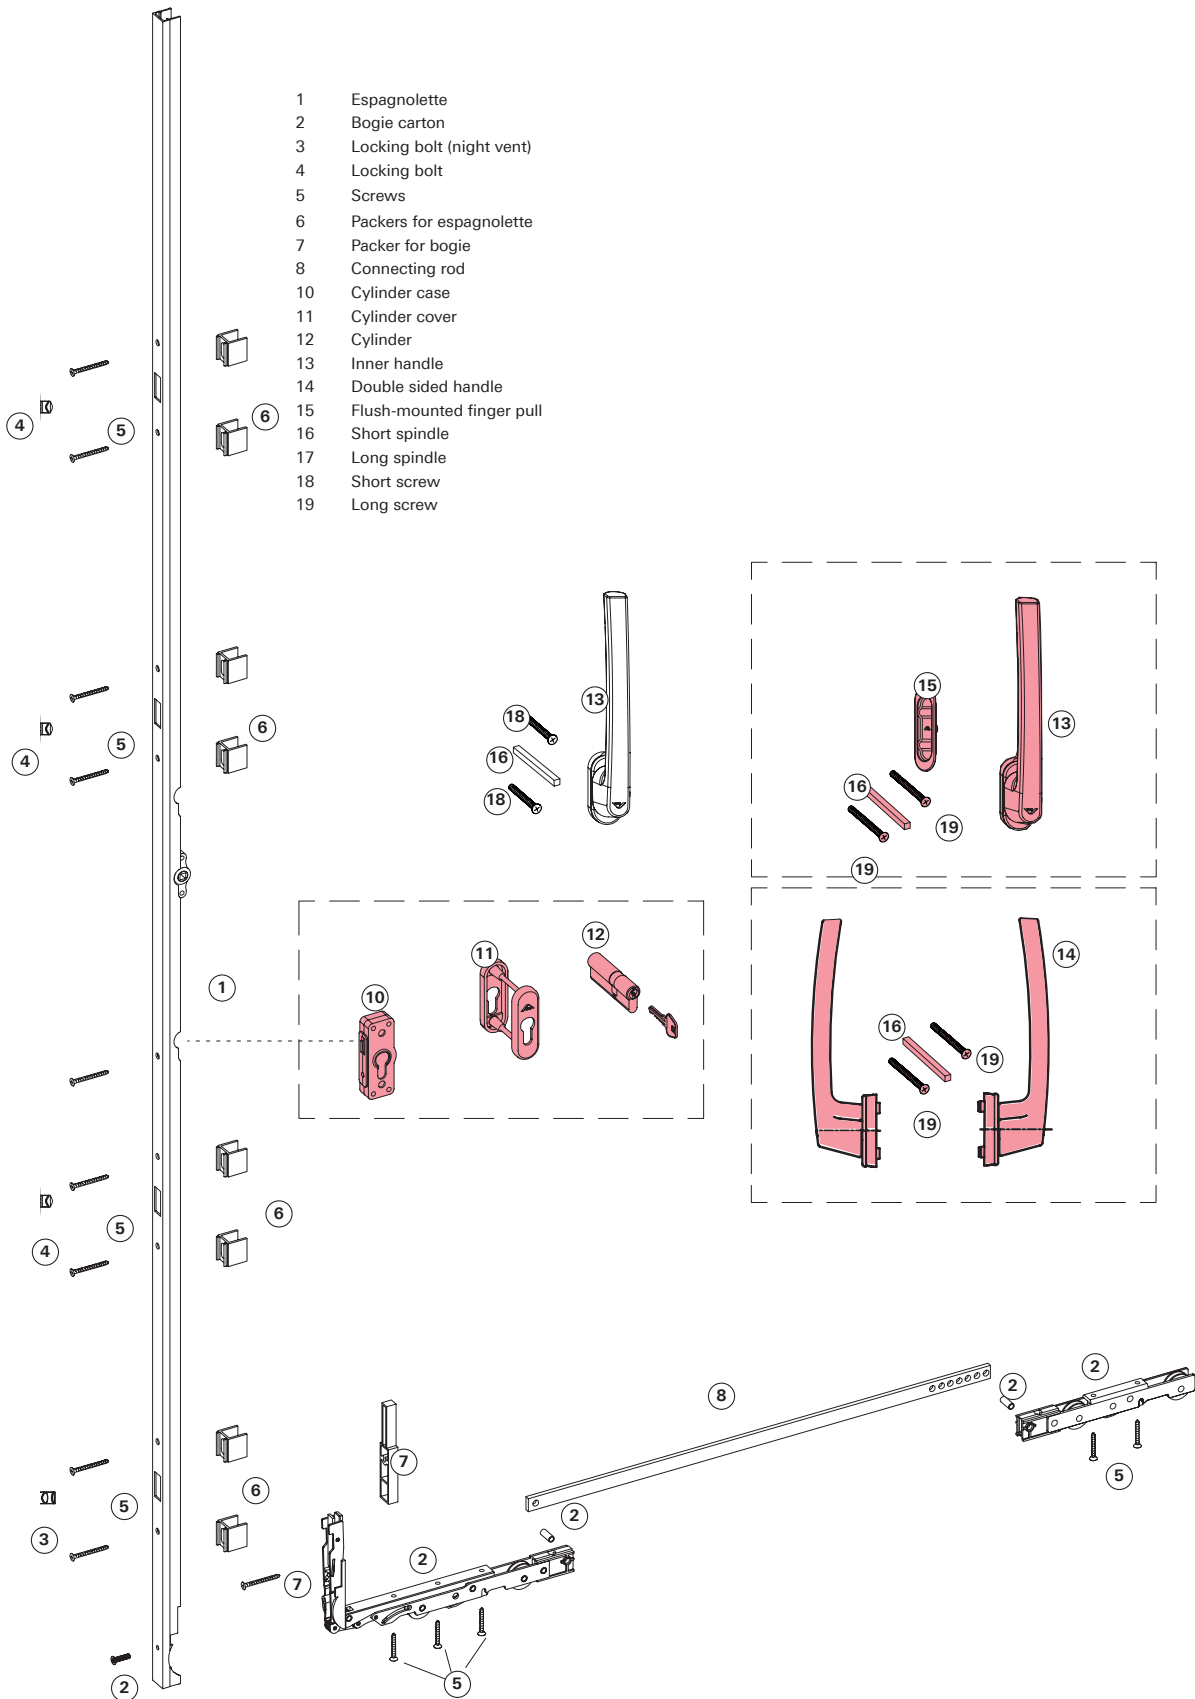 1 Espagnolette
2 Bogie carton
3 Locking bolt (night vent)
4 Locking bolt
5 Screws
6 Packers for espagnolette
7 Packer for bogie
8 Connecting rod
10 Cylinder case
11 Cylinder cover
12 Cylinder
13 Inner handle
14 Double sided handle
15 Flush-mounted finger pull
16 Short spindle
17 Long spindle
18 Short screw
19 Long screw
4
5
6
4
5
6
18
16
18
13
15
13
16
19
19
1
10
11
12
14
16
19
19
4
5
6
3
5
6
7
7
2
2
5
8
2
2
5
2